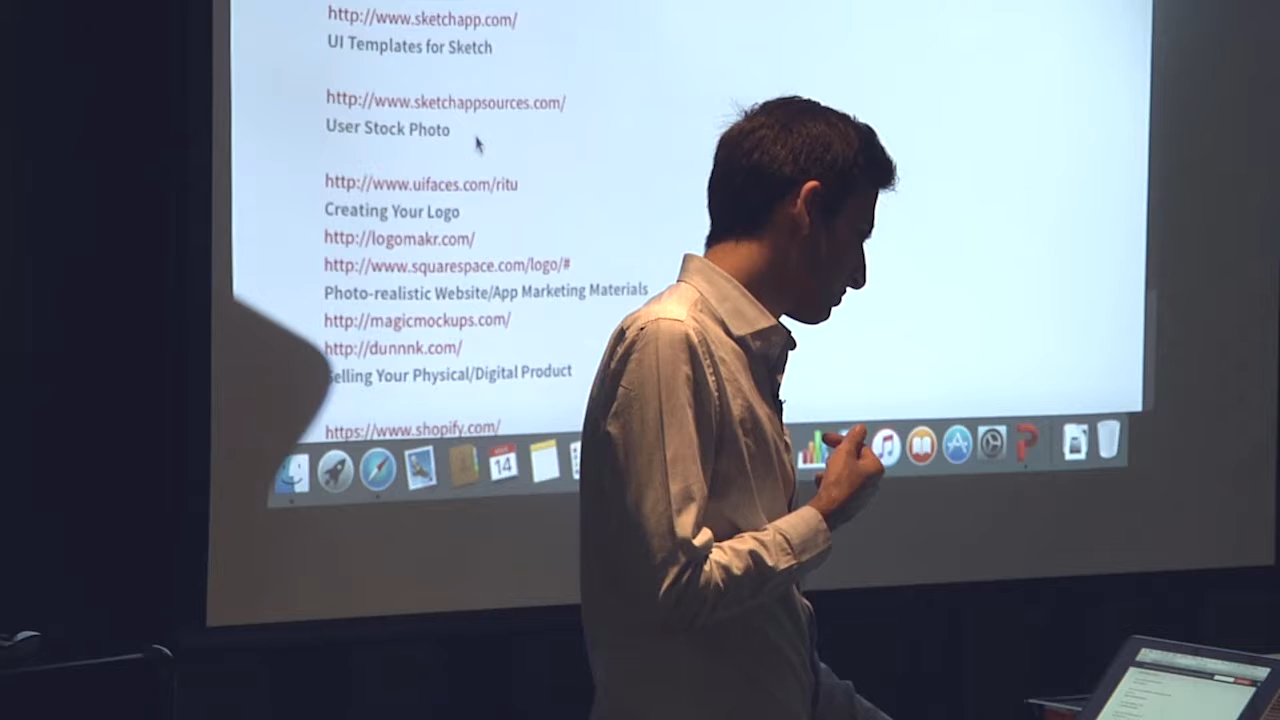 http://www.sketchapp.com/
UI Templates for Sketch
http://www.sketchappsources.com/
User Stock Photo
http://www.uifaces.com/ritu
Creating Your Logo
http://logomakr.com/
http://www.squarespace.com/logo/#
Photo-realistic Website/App Marketing Materials
http://magicmockups.com/
http://dunnnk.com/
Selling Your Physical/Digital Product
https://www.shopify.com/
14